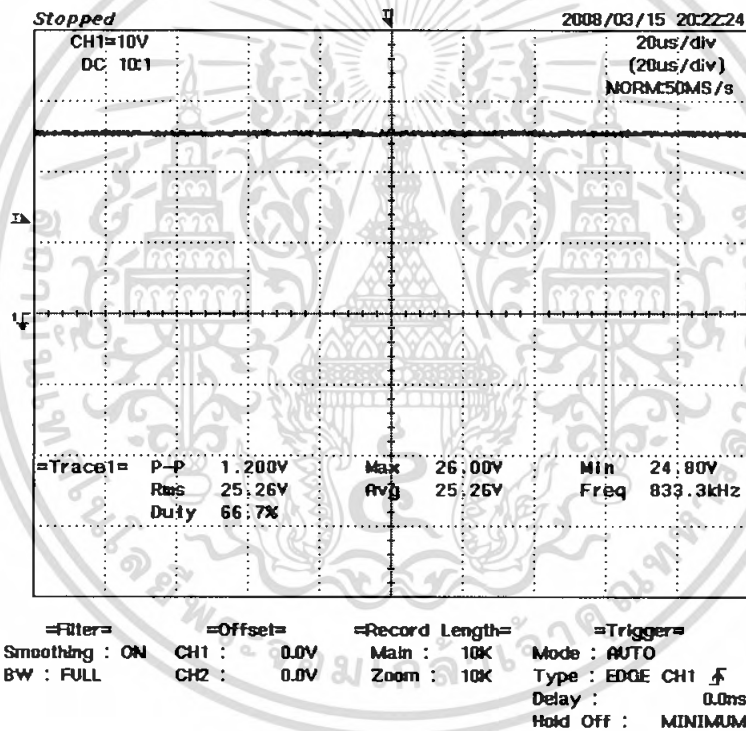 Stopped 2008/03/15 20:22:24
CH1=10V 20us/div
DC 10:1 (20us/div)
NORM:50MS/s
=Trace1= P-P 1.200V Max 26.00V Min 24.80V
Rms 25.26V Avg 25.26V Freq 833.3kHz
Duty 66.7%
=Filter= =Offset= =Record Length= =Trigger=
Smoothing : ON CH1 : 0.0V Main : 10K Mode : AUTO
BW : FULL CH2 : 0.0V Zoom : 10K Type : EDGE CH1
Delay : 0.0ns
Hold Off : MINIMUM